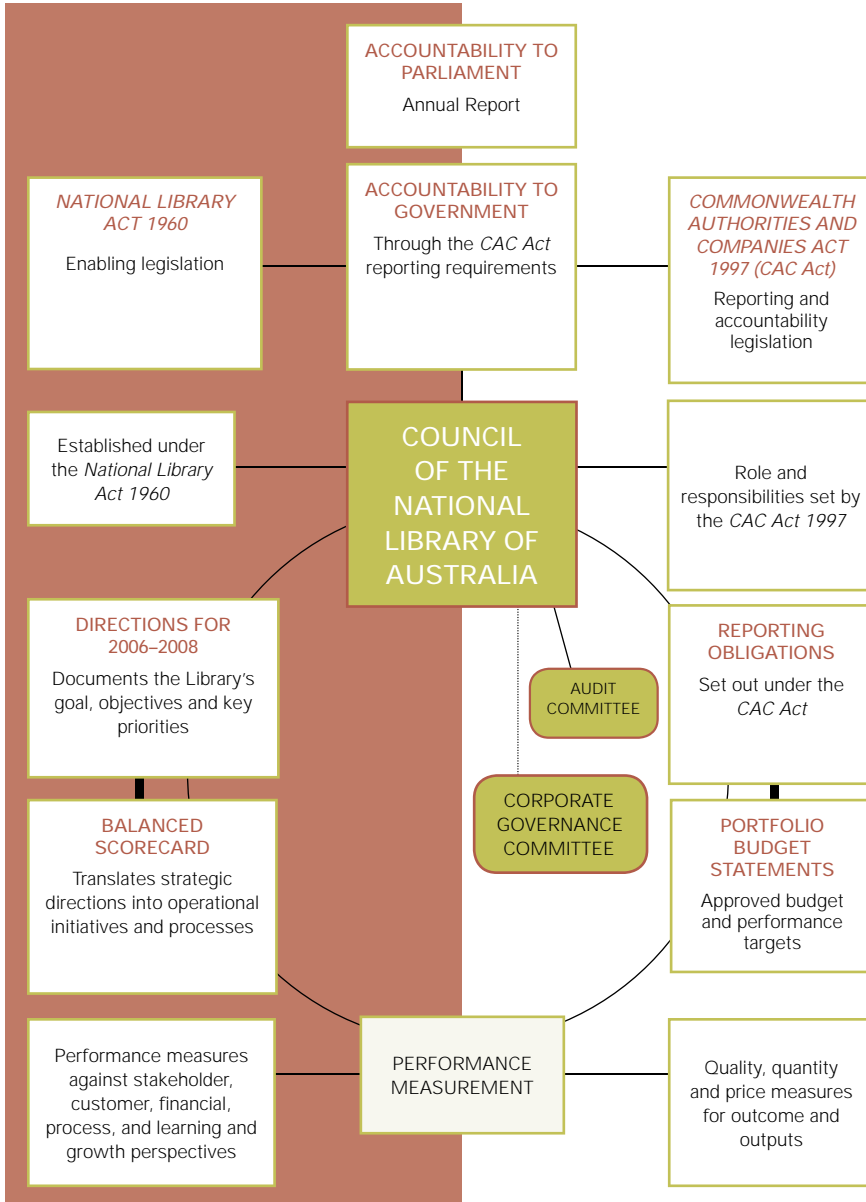 ACCOUNTABILITY TO
PARLIAMENT
Annual Report
NATIONAL LIBRARY
ACT 1960
Enabling legislation
ACCOUNTABILITY TO
GOVERNMENT
Through the CAC Act
reporting requirements
COMMONWEALTH
AUTHORITIES AND
COMPANIES ACT
1997 (CAC Act)
Reporting and
accountability
legislation
Established under
the National Library
Act 1960
COUNCIL
OF THE
NATIONAL
LIBRARY OF
AUSTRALIA
Role and
responsibilities set by
the CAC Act 1997
DIRECTIONS FOR
2006–2008
Documents the Library’s
goal, objectives and key
priorities
AUDIT
COMMITTEE
REPORTING
OBLIGATIONS
Set out under the
CAC Act
BALANCED
SCORECARD
Translates strategic
directions into operational
initiatives and processes
CORPORATE
GOVERNANCE
COMMITTEE
PORTFOLIO
BUDGET
STATEMENTS
Approved budget
and performance
targets
Performance measures
against stakeholder,
customer, financial,
process, and learning and
growth perspectives
PERFORMANCE
MEASUREMENT
Quality, quantity
and price measures
for outcome and
outputs